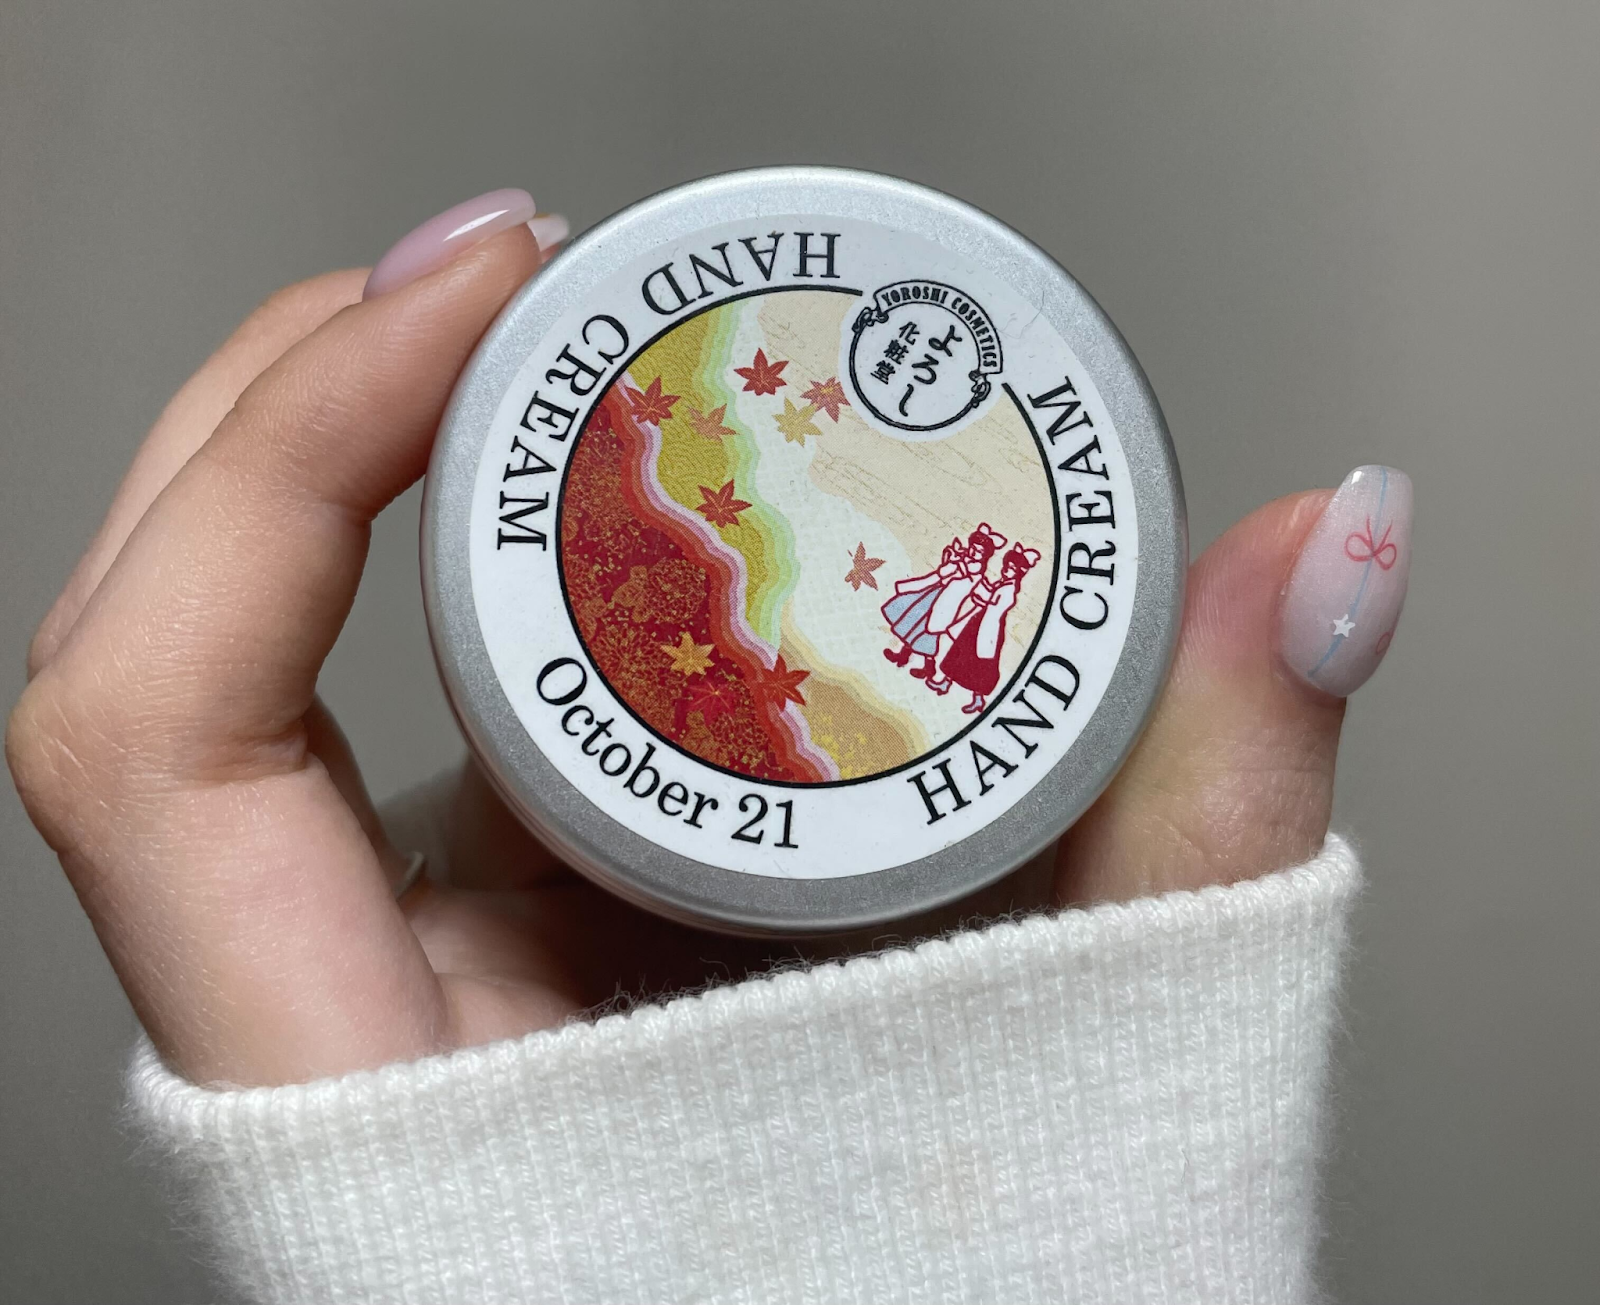 YOROSHI COSMETICS
よろし
化粧堂
HAND CREAM
HAND CREAM
October 21